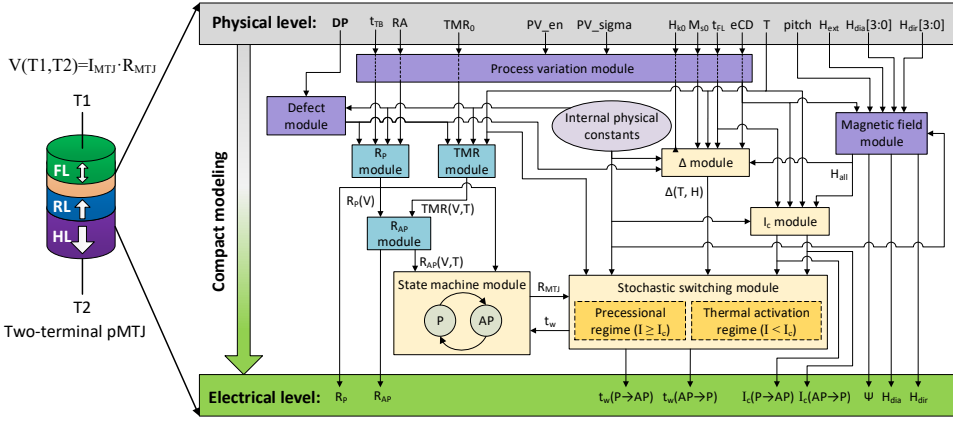 Physical level:
DP
t_TB
RA
TMR_0
PV_en
PV_sigma
H_k0
M_s0
t_FL
eCD
T
pitch
H_ext
H_dia[3:0]
H_dir[3:0]
V(T1,T2)=I_MTJ·R_MTJ
T1
FL
RL
HL
T2
Two-terminal pMTJ
Compact modeling
Process variation module
Defect
module
Internal physical
constants
Magnetic field
module
R_P
module
TMR
module
Δ module
H_all
R_P(V)
TMR(V,T)
Δ(T, H)
I_c module
R_AP
module
R_AP(V,T)
State machine module
P
AP
R_MTJ
t_w
Stochastic switching module
Precessional
regime (I ≥ I_c)
Thermal activation
regime (I < I_c)
Electrical level:
R_P
R_AP
t_w(P→AP)
t_w(AP→P)
I_c(P→AP)
I_c(AP→P)
Ψ
H_dia
H_dir